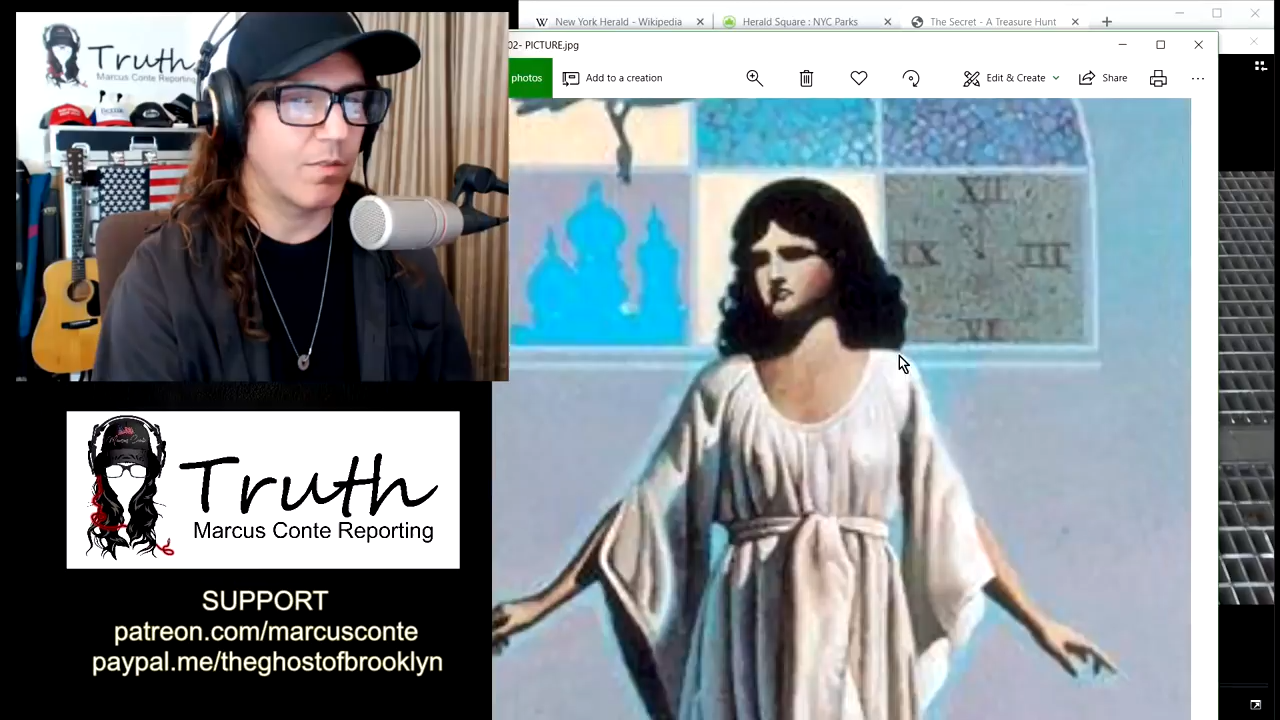 Truth
Marcus Conte Reporting
New York Herald - Wikipedia
Herald Square : NYC Parks
The Secret - A Treasure Hunt
02- PICTURE.jpg
photos
Add to a creation
Edit & Create
Share
XII
IX
III
VI
Truth
Marcus Conte Reporting
SUPPORT
patreon.com/marcusconte
paypal.me/theghostofbrooklyn